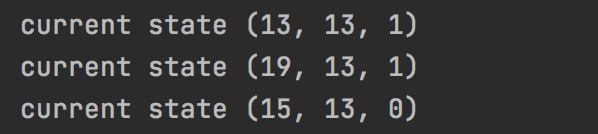 current state (13, 13, 1)
current state (19, 13, 1)
current state (15, 13, 0)